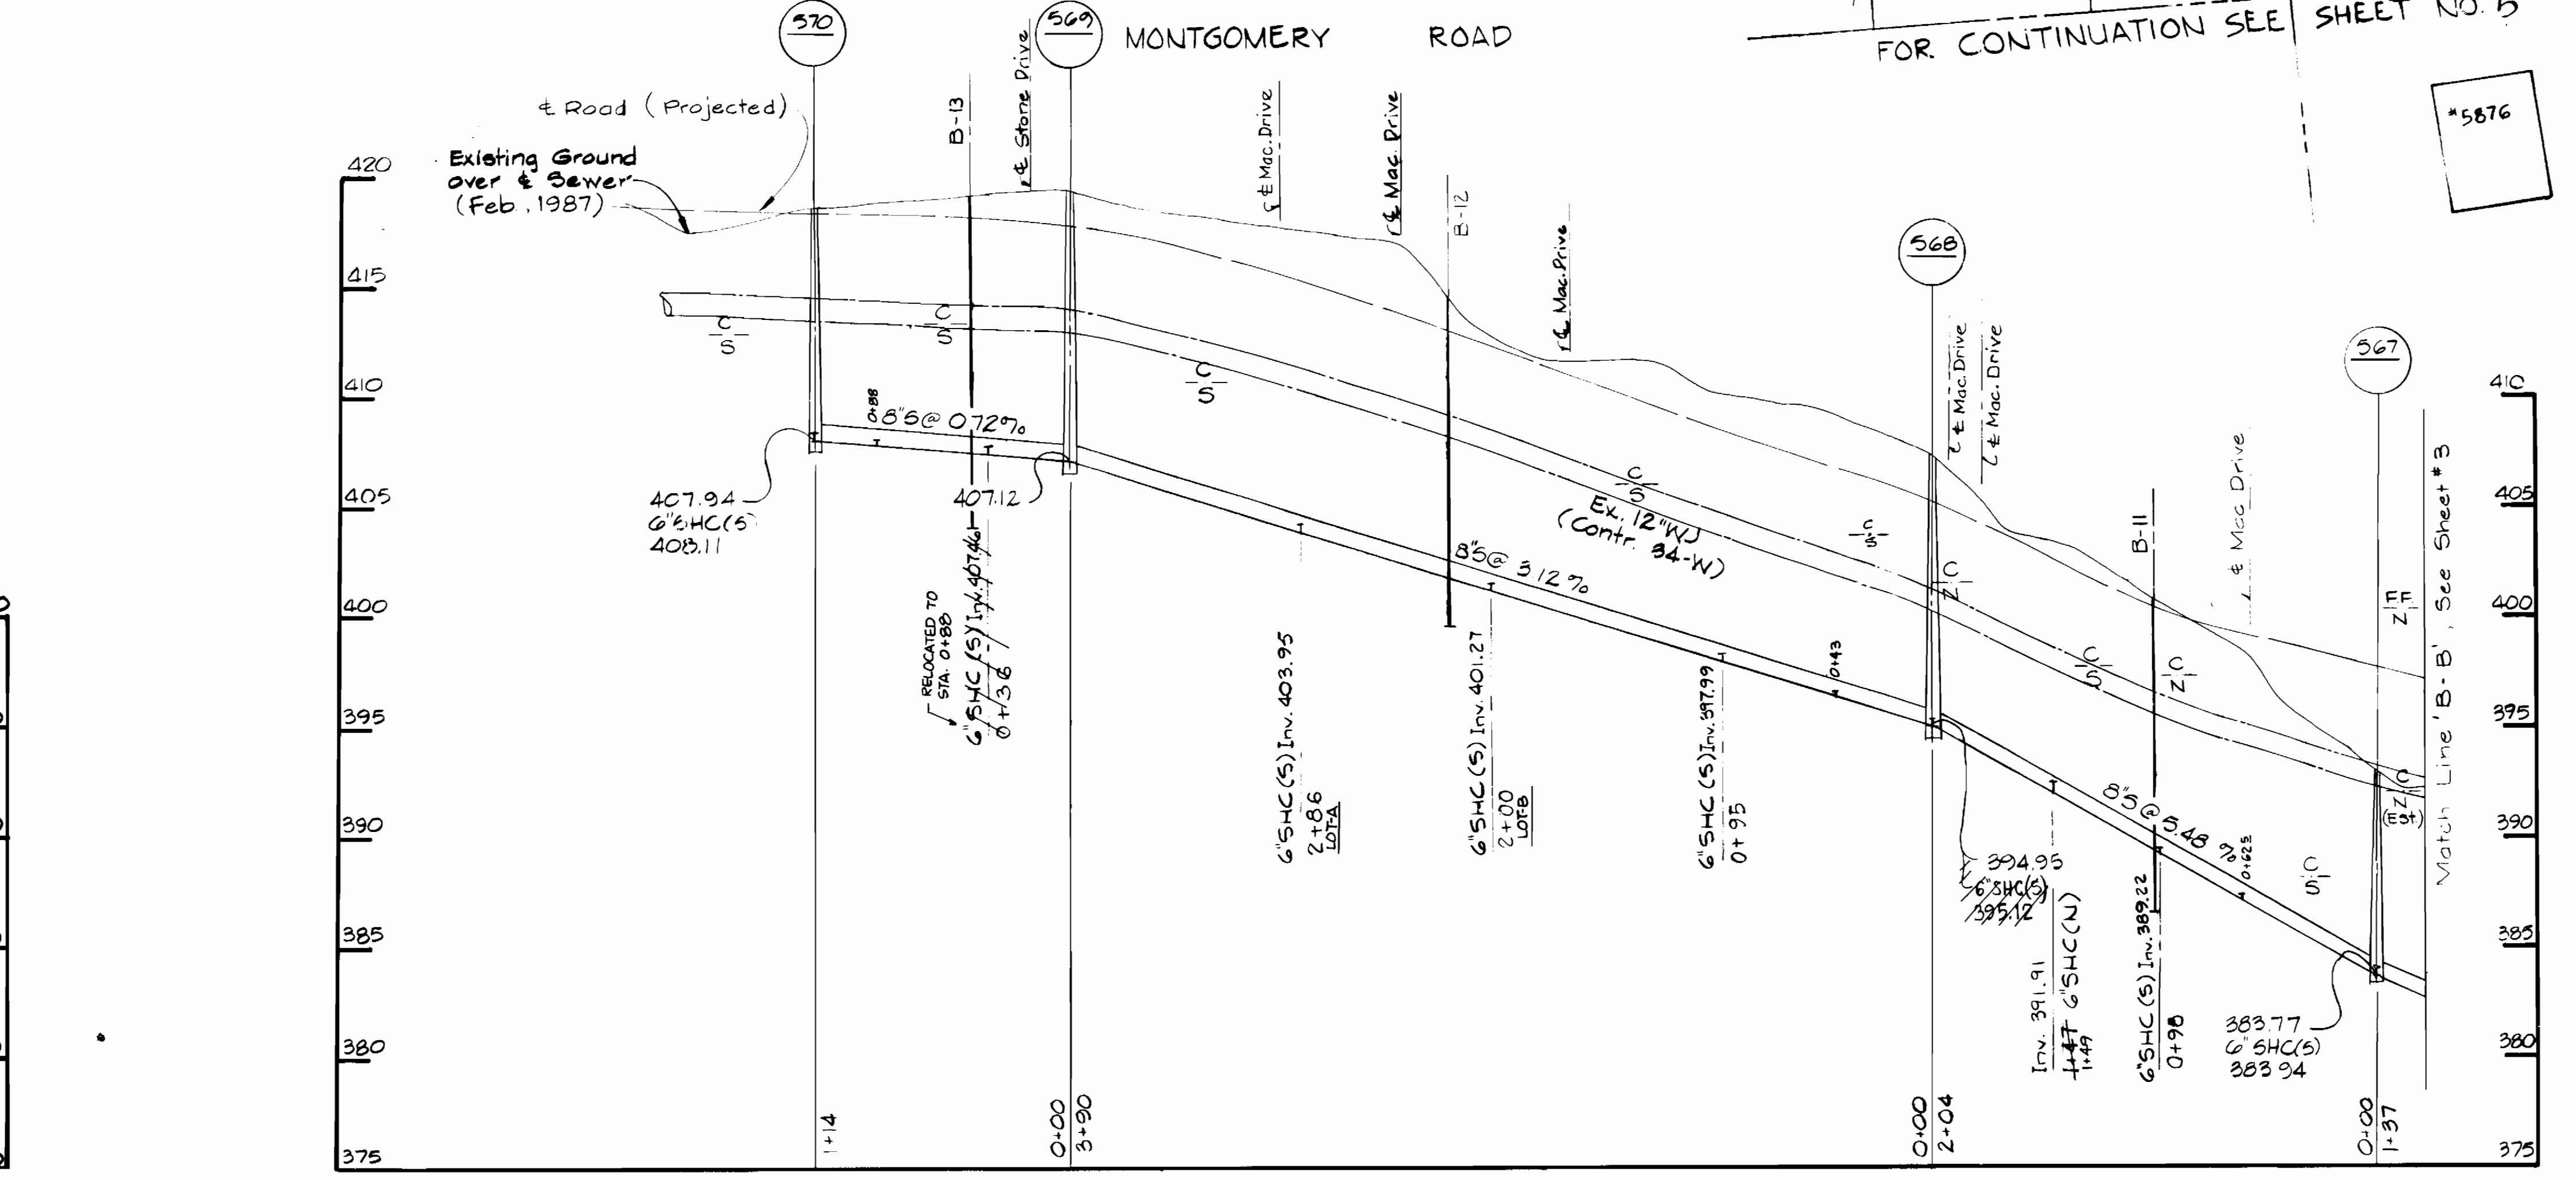 570
569
MONTGOMERY ROAD
FOR CONTINUATION SEE SHEET NO. 5
#5876
℄ Road (Projected)
Existing Ground
over ℄ Sewer
(Feb., 1987)
B-13
℄ Stone Drive
℄ Mac. Drive
℄ Mac. Drive
B-12
℄ Mac. Drive
568
℄ Mac. Drive
℄ Mac. Drive
567
420
415
410
405
400
395
390
385
380
375
410
405
400
395
390
385
380
375
C
S
C
S
C
S
C
S
C
S
C
Z
C
S
C
Z
C
Z
(Est.)
C
S
F.F.
Z
0+88
8"S @ 0.72%
407.94
6"SHC(S)
408.11
407.12
RELOCATED TO
STA. 0+88
6"SHC (S) Inv. 407.46
0+36
Ex. 12"W
(Contr. 34-W)
8"S @ 3.12%
6"SHC (S) Inv. 403.95
2+86
LOT-A
6"SHC (S) Inv. 401.27
2+00
LOT-B
6"SHC (S) Inv. 397.99
0+95
0+43
394.95
6"SHC(S)
395.12
B-11
℄ Mac Drive
8"S @ 5.48 %
0+62.5
Inv. 391.91
1+47 6"SHC (N)
1+49
6"SHC (S) Inv. 389.22
0+98
383.77
6"SHC(S)
383.94
Match Line 'B-B', See Sheet #3
1+14
0+00
3+90
0+00
2+04
0+00
1+37